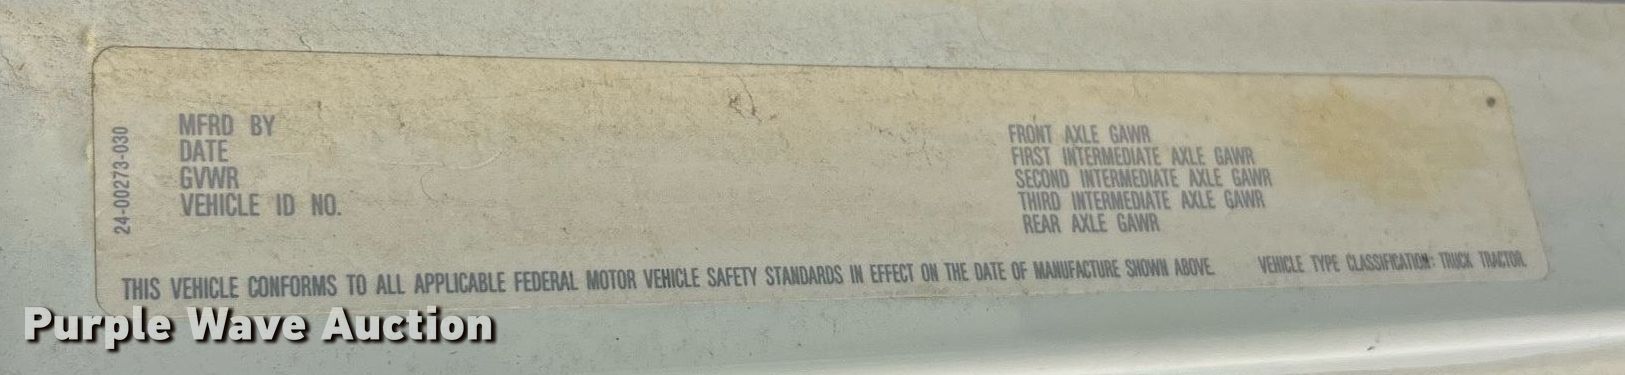 24-00273-030
MFRD BY
DATE
GVWR
VEHICLE ID NO.
FRONT AXLE GAWR
FIRST INTERMEDIATE AXLE GAWR
SECOND INTERMEDIATE AXLE GAWR
THIRD INTERMEDIATE AXLE GAWR
REAR AXLE GAWR
THIS VEHICLE CONFORMS TO ALL APPLICABLE FEDERAL MOTOR VEHICLE SAFETY STANDARDS IN EFFECT ON THE DATE OF MANUFACTURE SHOWN ABOVE. VEHICLE TYPE CLASSIFICATION: TRUCK TRACTOR.
Purple Wave Auction